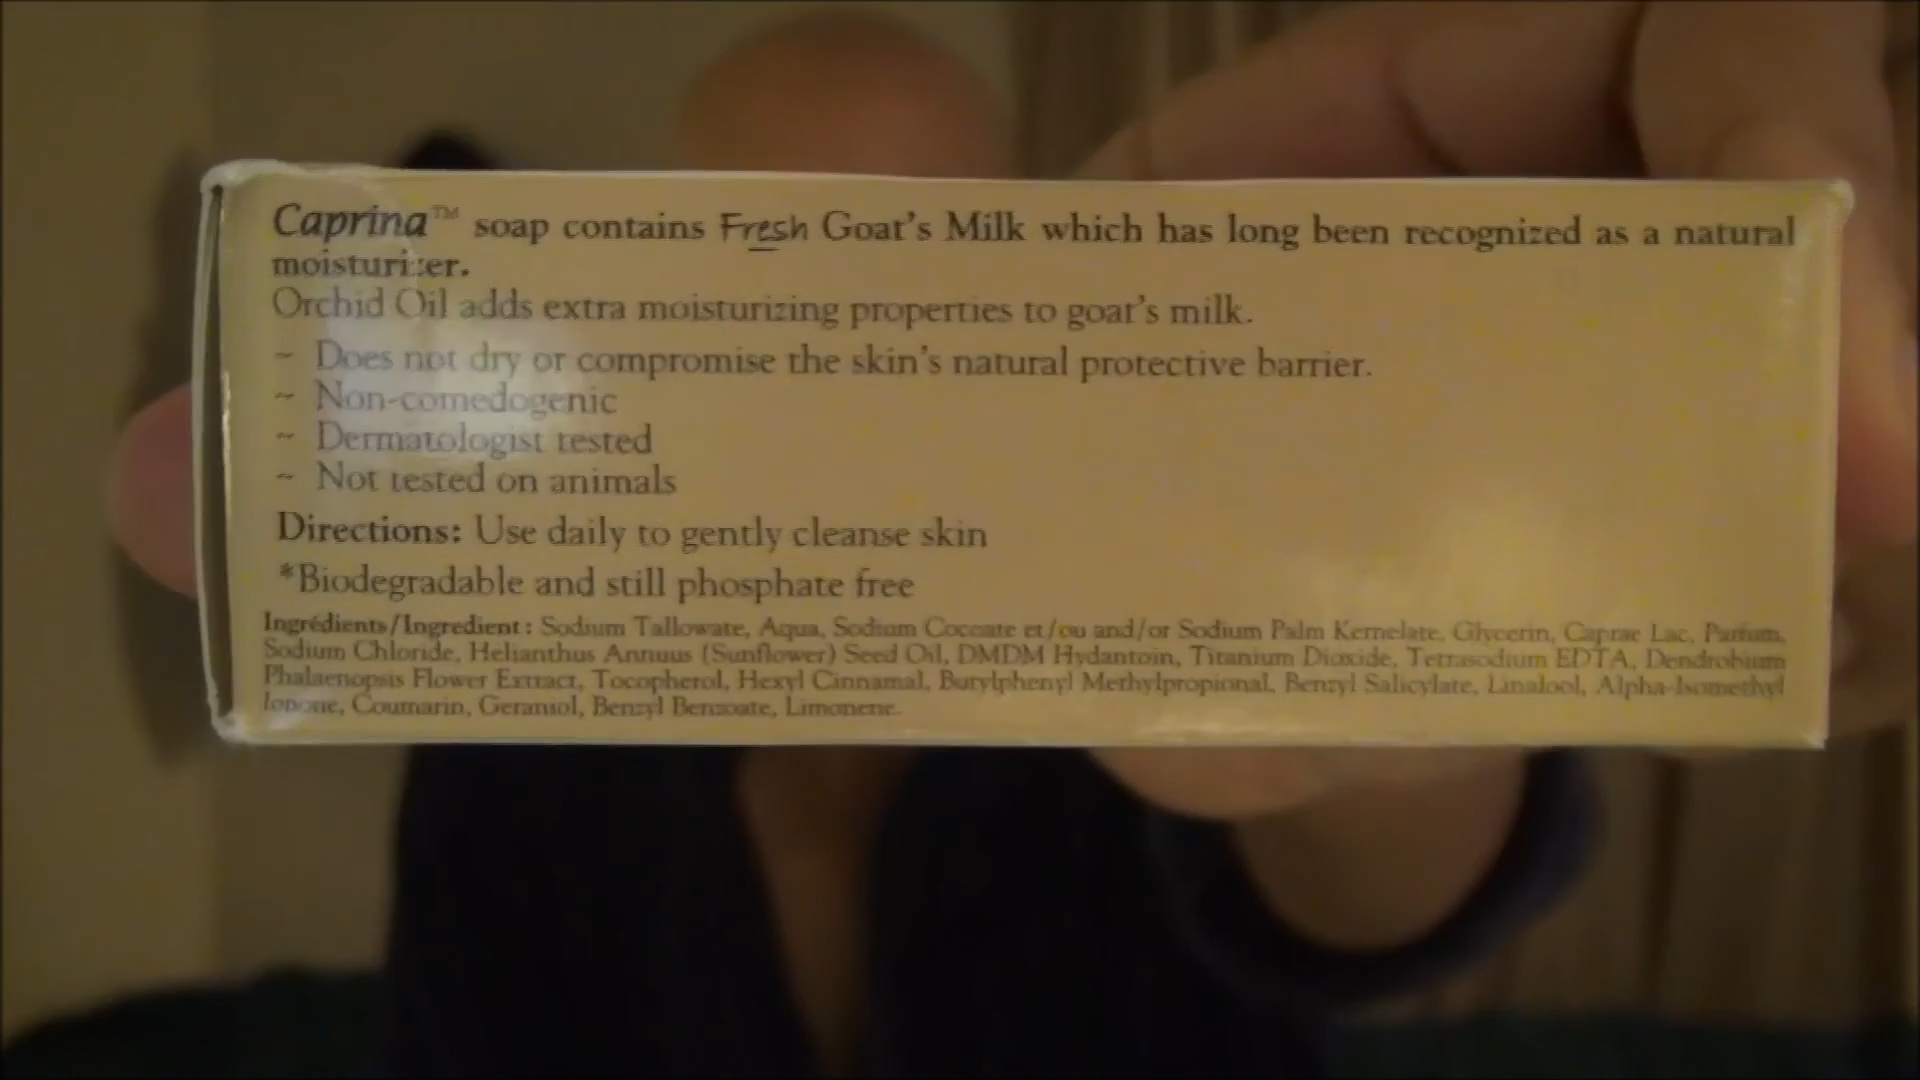 Caprina™ soap contains Fresh Goat's Milk which has long been recognized as a natural
moisturizer.
Orchid Oil adds extra moisturizing properties to goat's milk.
~ Does not dry or compromise the skin's natural protective barrier.
~ Non-comedogenic
~ Dermatologist tested
~ Not tested on animals
Directions: Use daily to gently cleanse skin
*Biodegradable and still phosphate free
Ingrédients/Ingredient: Sodium Tallowate, Aqua, Sodium Cocoate et/ou and/or Sodium Palm Kernelate, Glycerin, Caprae Lac, Parfum,
Sodium Chloride, Helianthus Annuus (Sunflower) Seed Oil, DMDM Hydantoin, Titanium Dioxide, Tetrasodium EDTA, Dendrobium
Phalaenopsis Flower Extract, Tocopherol, Hexyl Cinnamal, Butylphenyl Methylpropional, Benzyl Salicylate, Linalool, Alpha-Isomethyl
Ionone, Coumarin, Geraniol, Benzyl Benzoate, Limonene.